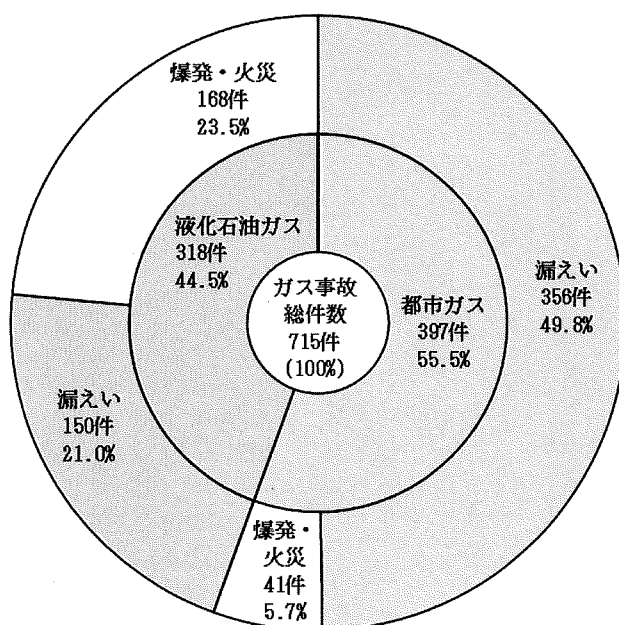 爆発・火災
168件
23.5%
液化石油ガス
318件
44.5%
ガス事故
総件数
715件
(100%)
都市ガス
397件
55.5%
漏えい
356件
49.8%
漏えい
150件
21.0%
爆発・
火災
41件
5.7%